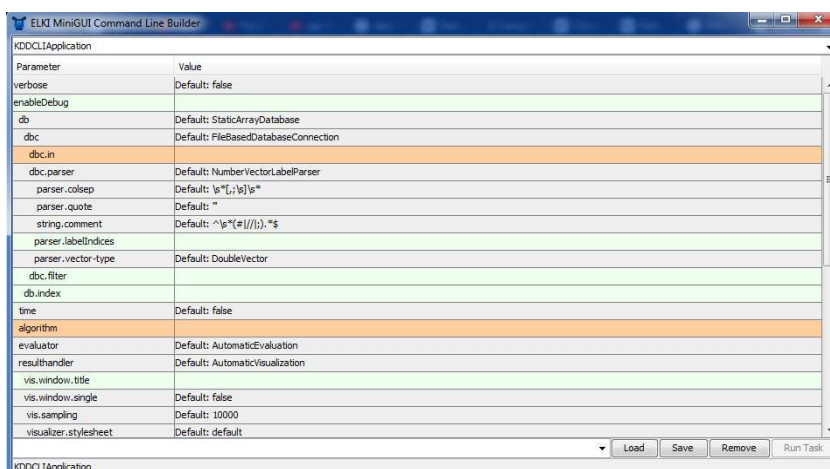 ELKI MiniGUI Command Line Builder
KDDCLIApplication
Parameter Value
verbose Default: false
enableDebug
db Default: StaticArrayDatabase
dbc Default: FileBasedDatabaseConnection
dbc.in
dbc.parser Default: NumberVectorLabelParser
parser.colsep Default: \s*[,;\s]\s*
parser.quote Default: "
string.comment Default: ^\s*(#|//|;).*$
parser.labelIndices
parser.vector-type Default: DoubleVector
dbc.filter
db.index
time Default: false
algorithm
evaluator Default: AutomaticEvaluation
resulthandler Default: AutomaticVisualization
vis.window.title
vis.window.single Default: false
vis.sampling Default: 10000
visualizer.stylesheet Default: default
Load Save Remove Run Task
KDDCLIApplication